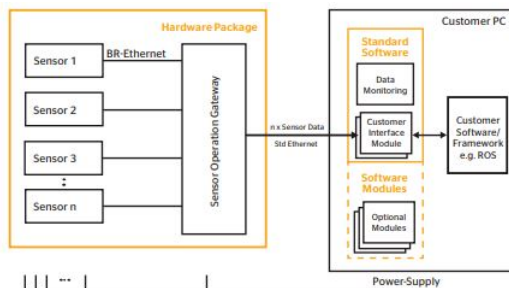 Hardware Package
Sensor 1
BR-Ethernet
Sensor 2
Sensor 3
Sensor n
Sensor Operation Gateway
n x Sensor Data
Std Ethernet
Customer PC
Standard
Software
Data
Monitoring
Customer
Interface
Module
Customer
Software/
Framework
e.g. ROS
Software
Modules
Optional
Modules
Power-Supply